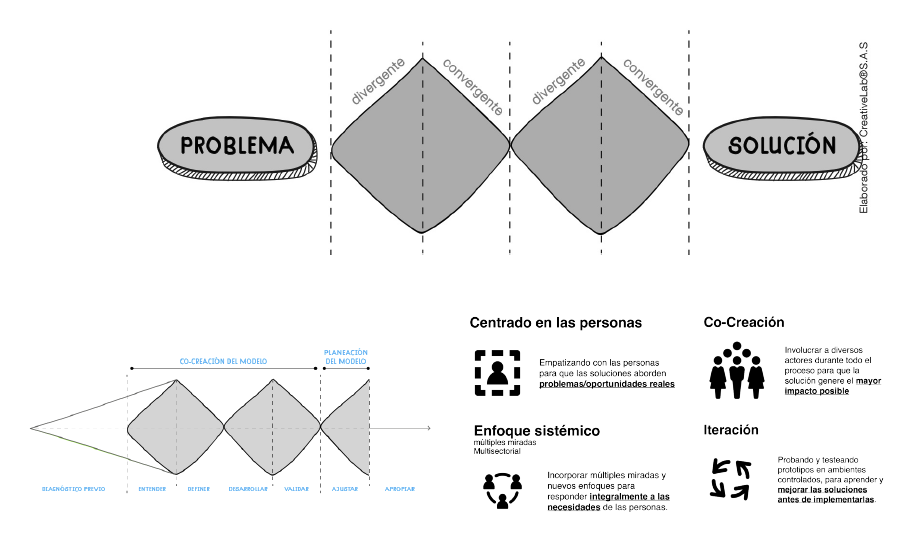 divergente
convergente
divergente
convergente
PROBLEMA
SOLUCIÓN
Elaborado por: CreativeLab®S.A.S
CO-CREACIÓN DEL MODELO
PLANEACIÓN
DEL MODELO
DIAGNÓSTICO PREVIO
ENTENDER
DEFINIR
DESARROLLAR
VALIDAR
AJUSTAR
APROPIAR
Centrado en las personas
Empatizando con las personas
para que las soluciones aborden
problemas/oportunidades reales
Co-Creación
Involucrar a diversos
actores durante todo el
proceso para que la
solución genere el mayor
impacto posible
Enfoque sistémico
múltiples miradas
Multisectorial
Incorporar múltiples miradas y
nuevos enfoques para
responder integralmente a las
necesidades de las personas.
Iteración
Probando y testeando
prototipos en ambientes
controlados, para aprender y
mejorar las soluciones
antes de implementarlas.